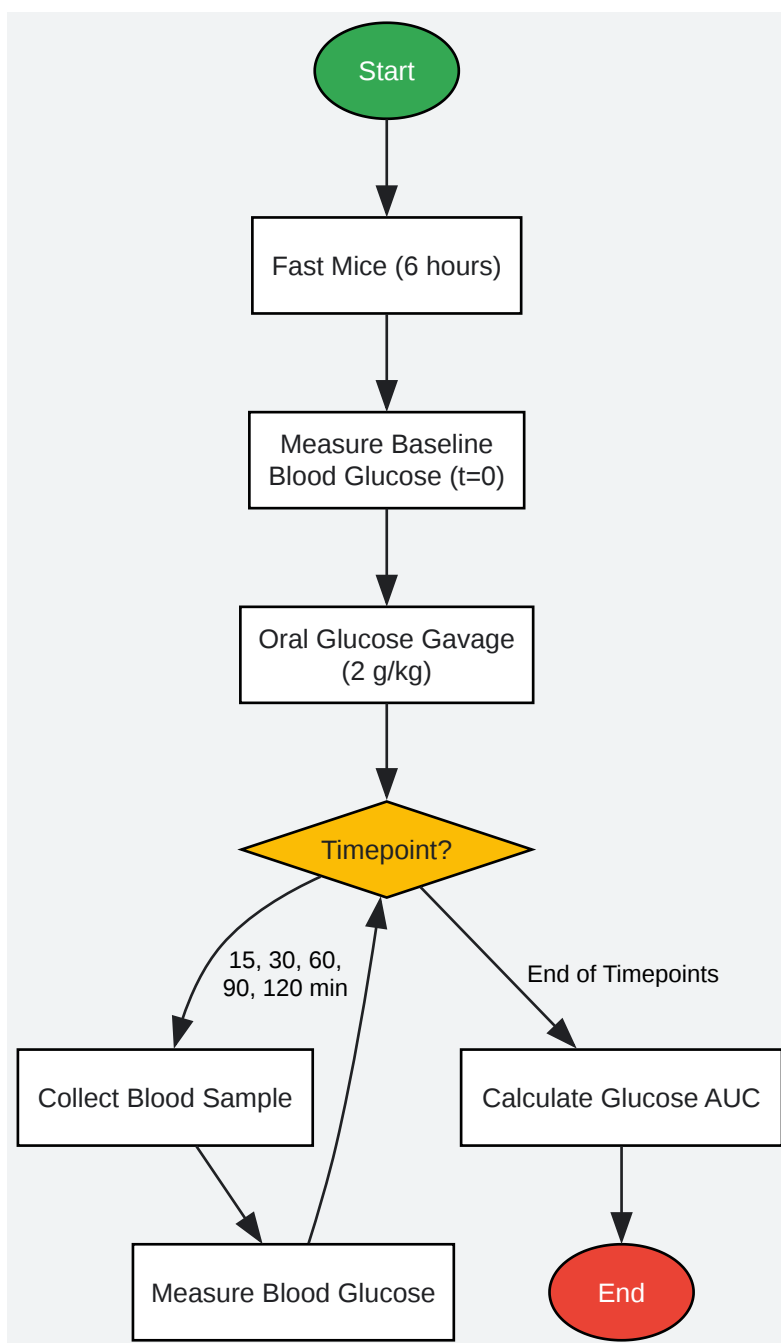 Start
Fast Mice (6 hours)
Measure Baseline
Blood Glucose (t=0)
Oral Glucose Gavage
(2 g/kg)
Timepoint?
15, 30, 60,
90, 120 min
End of Timepoints
Collect Blood Sample
Calculate Glucose AUC
Measure Blood Glucose
End